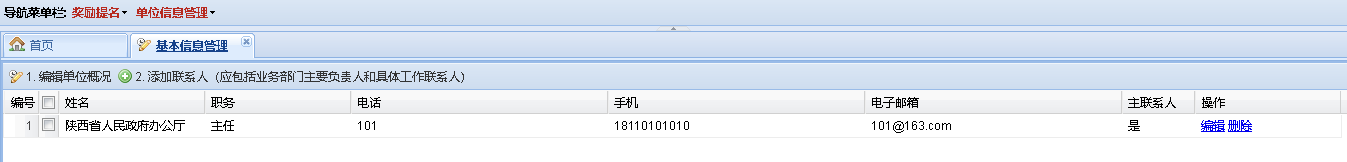 导航菜单栏: 奖励提名 单位信息管理
首页 基本信息管理
1. 编辑单位概况 2. 添加联系人 (应包括业务部门主要负责人和具体工作联系人)
编号 姓名 职务 电话 手机 电子邮箱 主联系人 操作
1 陕西省人民政府办公厅 主任 101 18110101010 101@163.com 是 编辑 删除